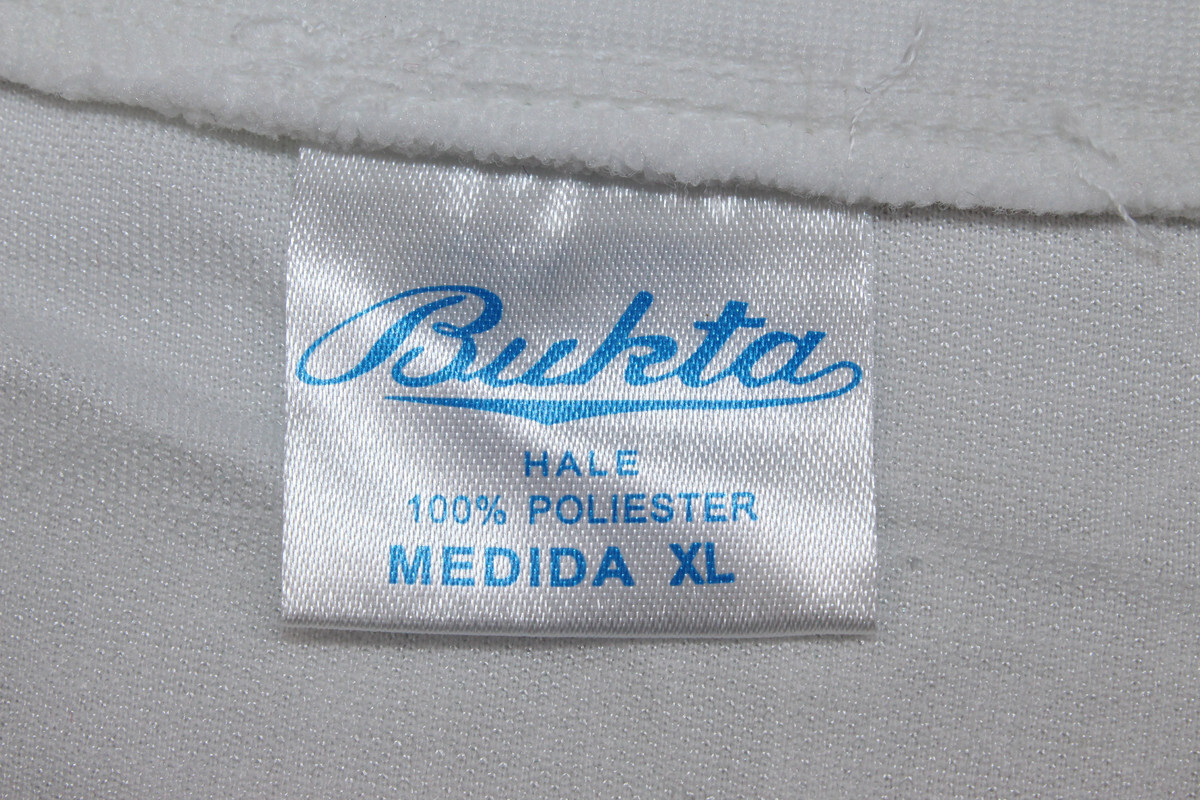 Bukta
HALE
100% POLIESTER
MEDIDA XL